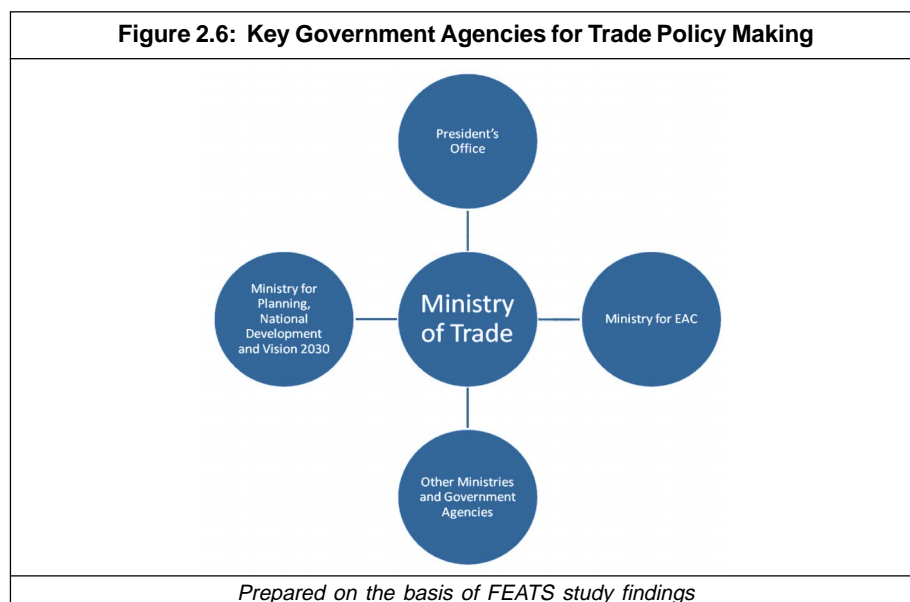 Figure 2.6: Key Government Agencies for Trade Policy Making
President's
Office
Ministry for
Planning,
National
Development
and Vision 2030
Ministry
of Trade
Ministry for EAC
Other Ministries
and Government
Agencies
Prepared on the basis of FEATS study findings